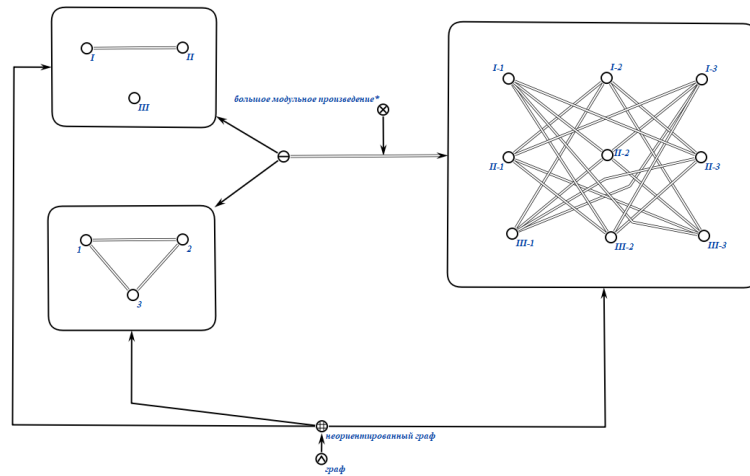 I
II
III
большое модульное произведение*
1
2
3
I-1
I-2
I-3
II-1
II-2
II-3
III-1
III-2
III-3
неориентированный граф
граф